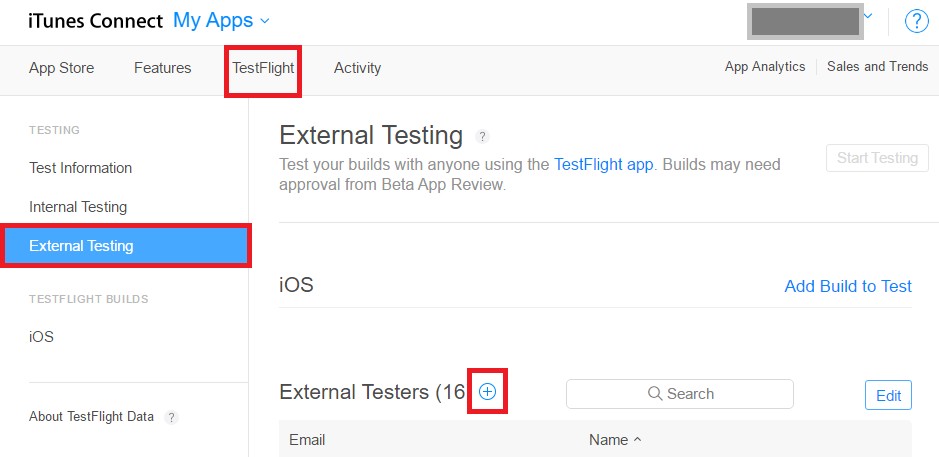 iTunes Connect My Apps
?
App Store Features TestFlight Activity
App Analytics Sales and Trends
TESTING
Test Information
Internal Testing
External Testing
TESTFLIGHT BUILDS
iOS
About TestFlight Data ?
External Testing ?
Test your builds with anyone using the TestFlight app. Builds may need
approval from Beta App Review.
Start Testing
iOS
Add Build to Test
External Testers (16
Search
Edit
Email Name